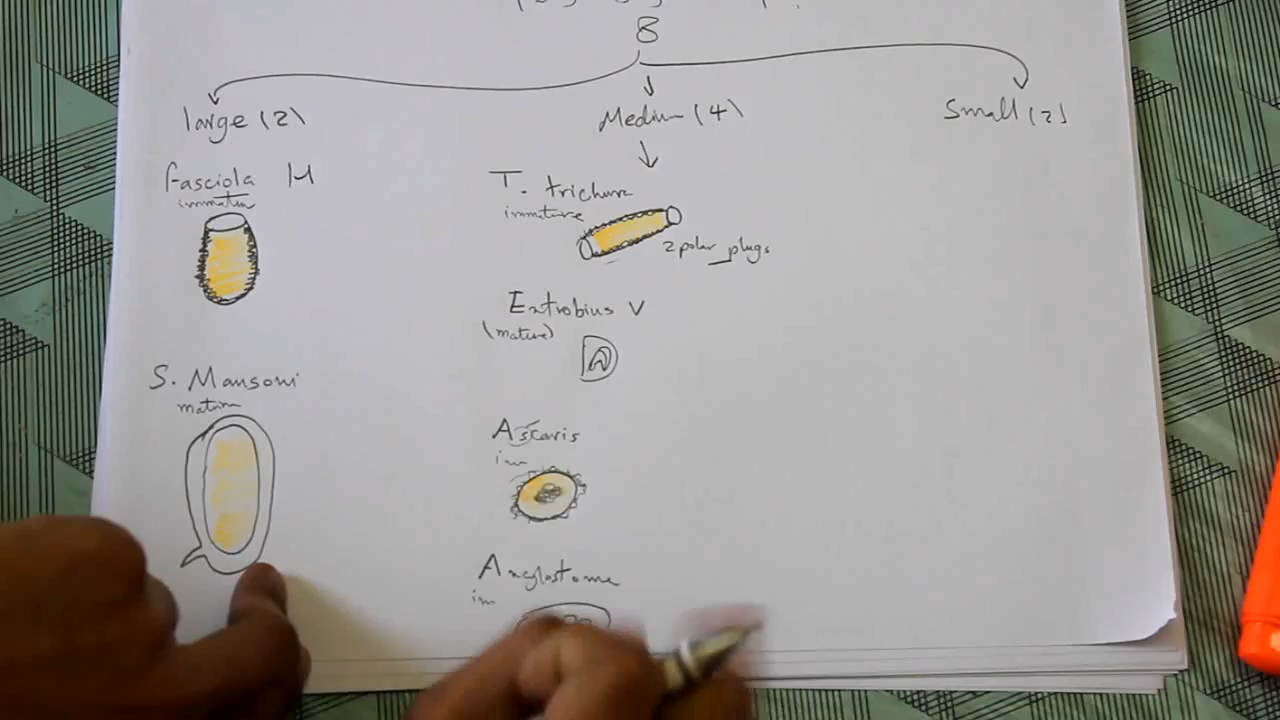 8
large (2)
Medium (4)
Small (2)
fasciola H
immature
T. trichura
immature
2 polar plugs
Extrobius V
(mature)
S. Mansoni
mature
Ascaris
im
Ancylostome
im